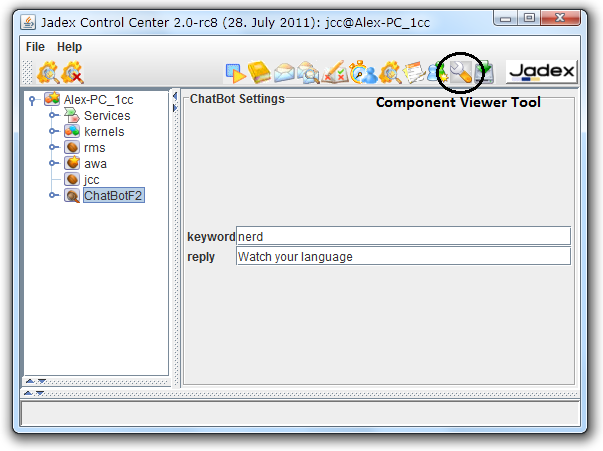 Jadex Control Center 2.0-rc8 (28. July 2011): jcc@Alex-PC_1cc
File Help
Jadex
Component Viewer Tool
Alex-PC_1cc
Services
kernels
rms
awa
jcc
ChatBotF2
ChatBot Settings
keyword nerd
reply Watch your language